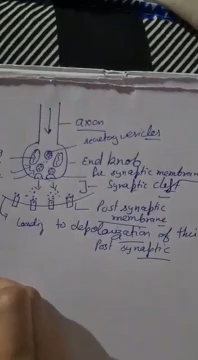 axon
secretory vesicles
End knob
Pre synaptic membrane
Synaptic cleft
Post synaptic
membrane
leading to depolarization of the
Post synaptic